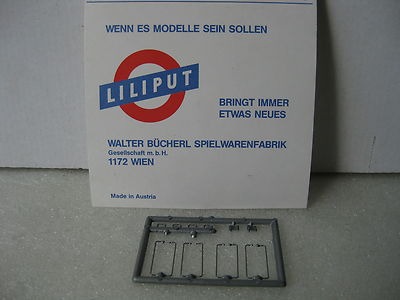 WENN ES MODELLE SEIN SOLLEN
LILIPUT
BRINGT IMMER
ETWAS NEUES
WALTER BÜCHERL SPIELWARENFABRIK
Gesellschaft m. b. H.
1172 WIEN
Made in Austria